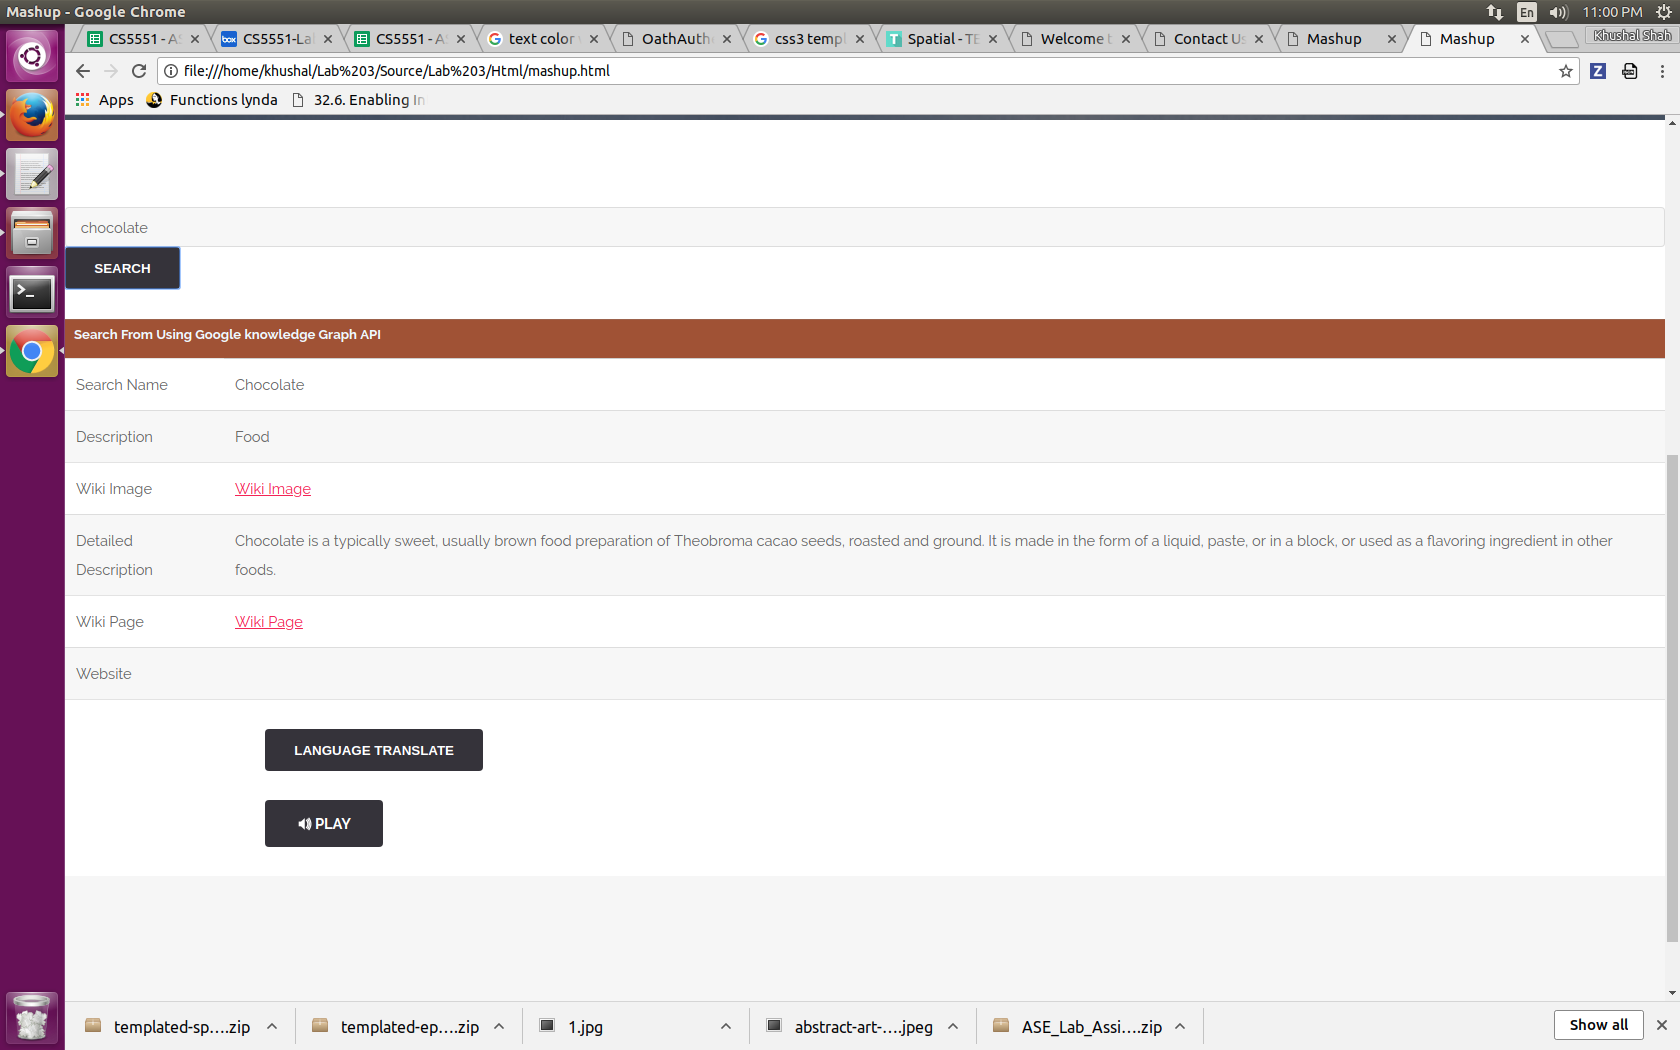 Mashup - Google Chrome
En
11:00 PM
CS5551 - A
CS5551-La
CS5551 - A
text color
OathAuth
css3 templ
Spatial - TE
Welcome t
Contact U
Mashup
Mashup
Khushal Shah
file:///home/khushal/Lab%203/Source/Lab%203/Html/mashup.html
Apps
Functions lynda
32.6. Enabling In
chocolate
SEARCH
Search From Using Google knowledge Graph API
Search Name Chocolate
Description Food
Wiki Image Wiki Image
Detailed Description Chocolate is a typically sweet, usually brown food preparation of Theobroma cacao seeds, roasted and ground. It is made in the form of a liquid, paste, or in a block, or used as a flavoring ingredient in other
foods.
Wiki Page Wiki Page
Website
LANGUAGE TRANSLATE
PLAY
templated-sp....zip
templated-ep....zip
1.jpg
abstract-art-....jpeg
ASE_Lab_Assi....zip
Show all